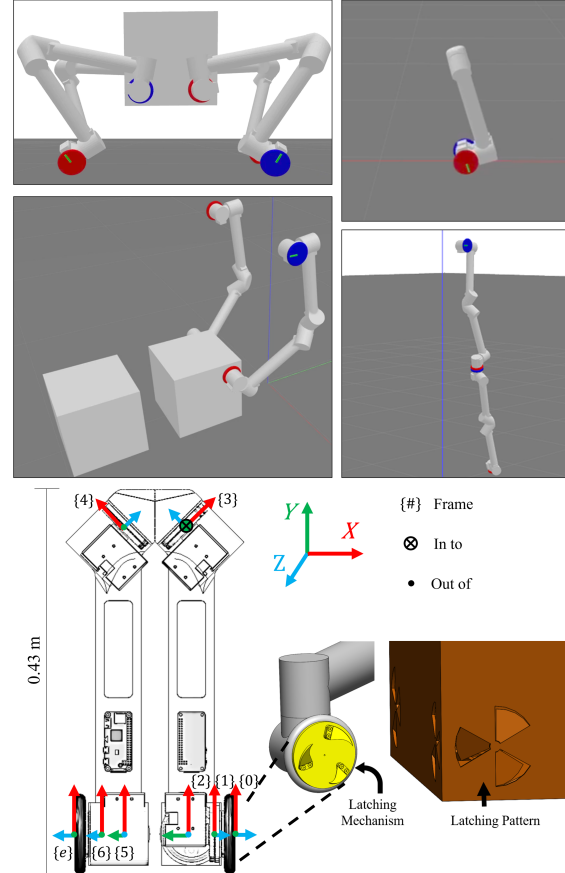 {4}
{3}
Y
X
Z
{#} Frame
⊗ In to
• Out of
0.43 m
{2} {1} {0}
{e} {6} {5}
Latching
Mechanism
Latching Pattern